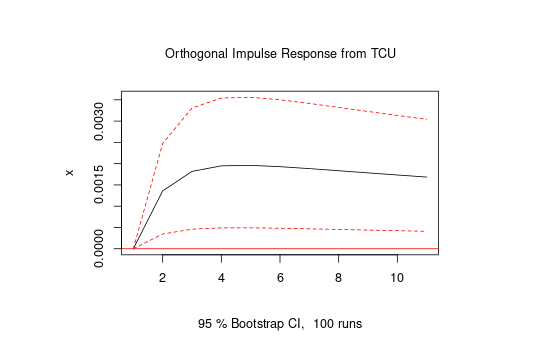 Orthogonal Impulse Response from TCU
0.0030
0.0015
0.0000
x
2 4 6 8 10
95 % Bootstrap CI, 100 runs